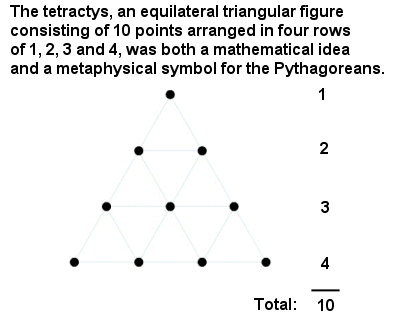 The tetractys, an equilateral triangular figure
consisting of 10 points arranged in four rows
of 1, 2, 3 and 4, was both a mathematical idea
and a metaphysical symbol for the Pythagoreans.
1
2
3
4
Total: 10